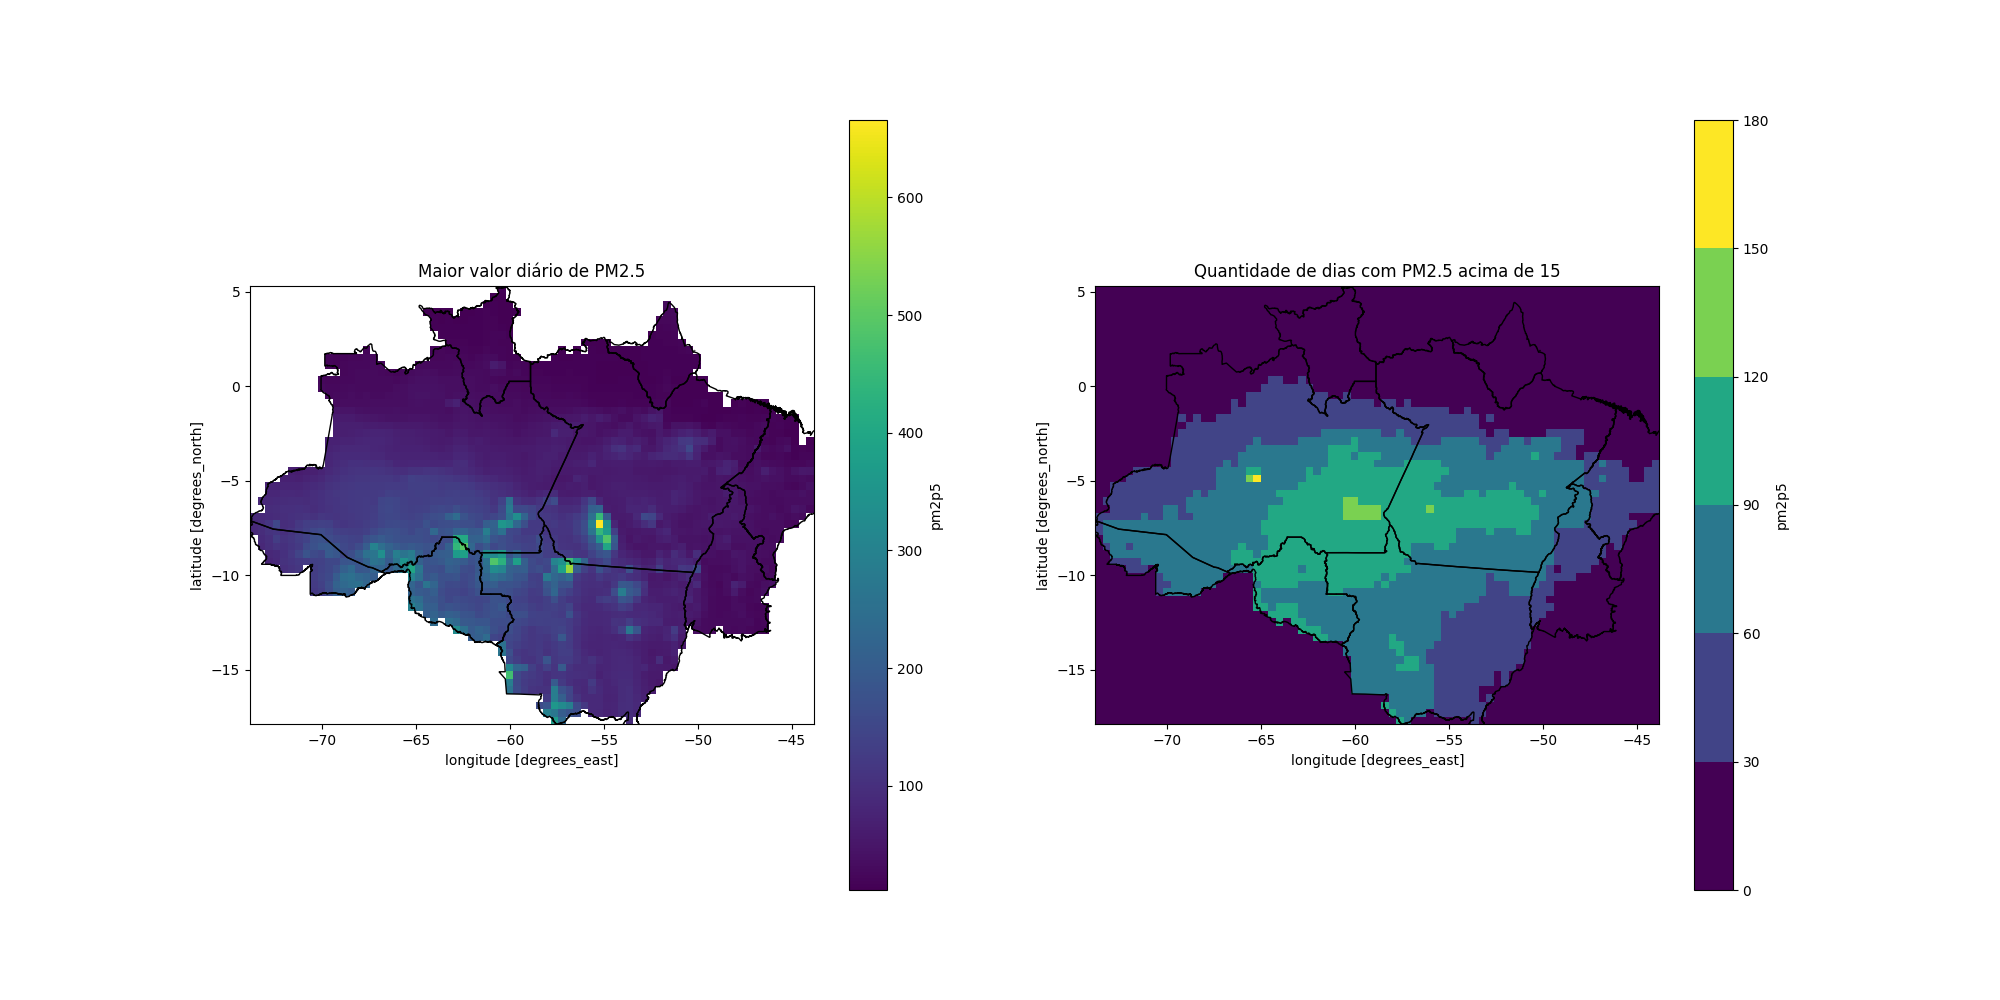 Maior valor diário de PM2.5
5
0
−5
−10
−15
latitude [degrees_north]
−70 −65 −60 −55 −50 −45
longitude [degrees_east]
600
500
400
300
200
100
pm2p5
Quantidade de dias com PM2.5 acima de 15
5
0
−5
−10
−15
latitude [degrees_north]
−70 −65 −60 −55 −50 −45
longitude [degrees_east]
180
150
120
90
60
30
0
pm2p5